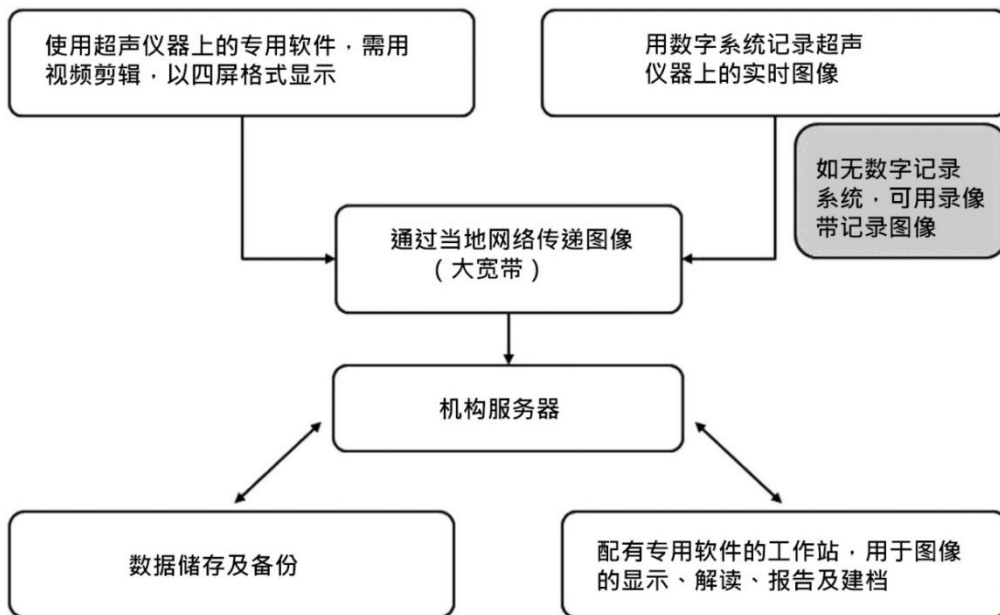 使用超声仪器上的专用软件，需用
视频剪辑，以四屏格式显示
用数字系统记录超声
仪器上的实时图像
如无数字记录
系统，可用录像
带记录图像
通过当地网络传递图像
（大宽带）
机构服务器
数据储存及备份
配有专用软件的工作站，用于图像
的显示、解读、报告及建档